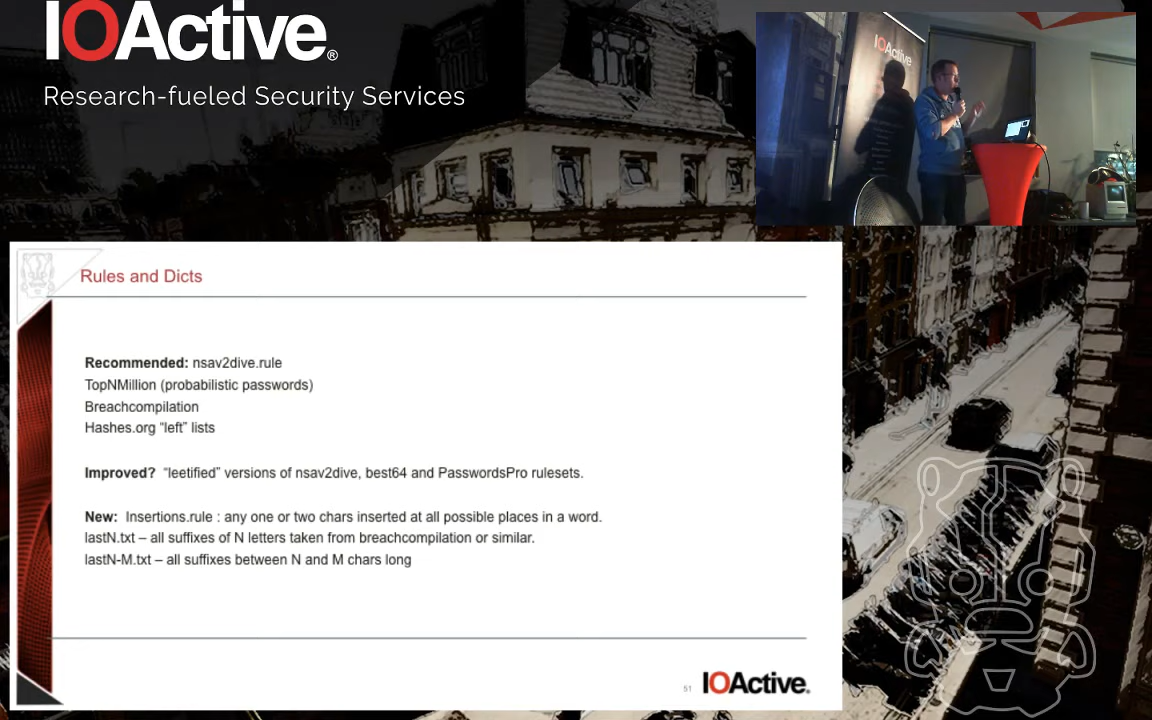 IOActive®
Research-fueled Security Services
IOActive
Rules and Dicts
Recommended: nsav2dive.rule
TopNMillion (probabilistic passwords)
Breachcompilation
Hashes.org “left” lists
Improved?  “leetified” versions of nsav2dive, best64 and PasswordsPro rulesets.
New:  Insertions.rule : any one or two chars inserted at all possible places in a word.
lastN.txt – all suffixes of N letters taken from breachcompilation or similar.
lastN-M.txt – all suffixes between N and M chars long
51
IOActive.